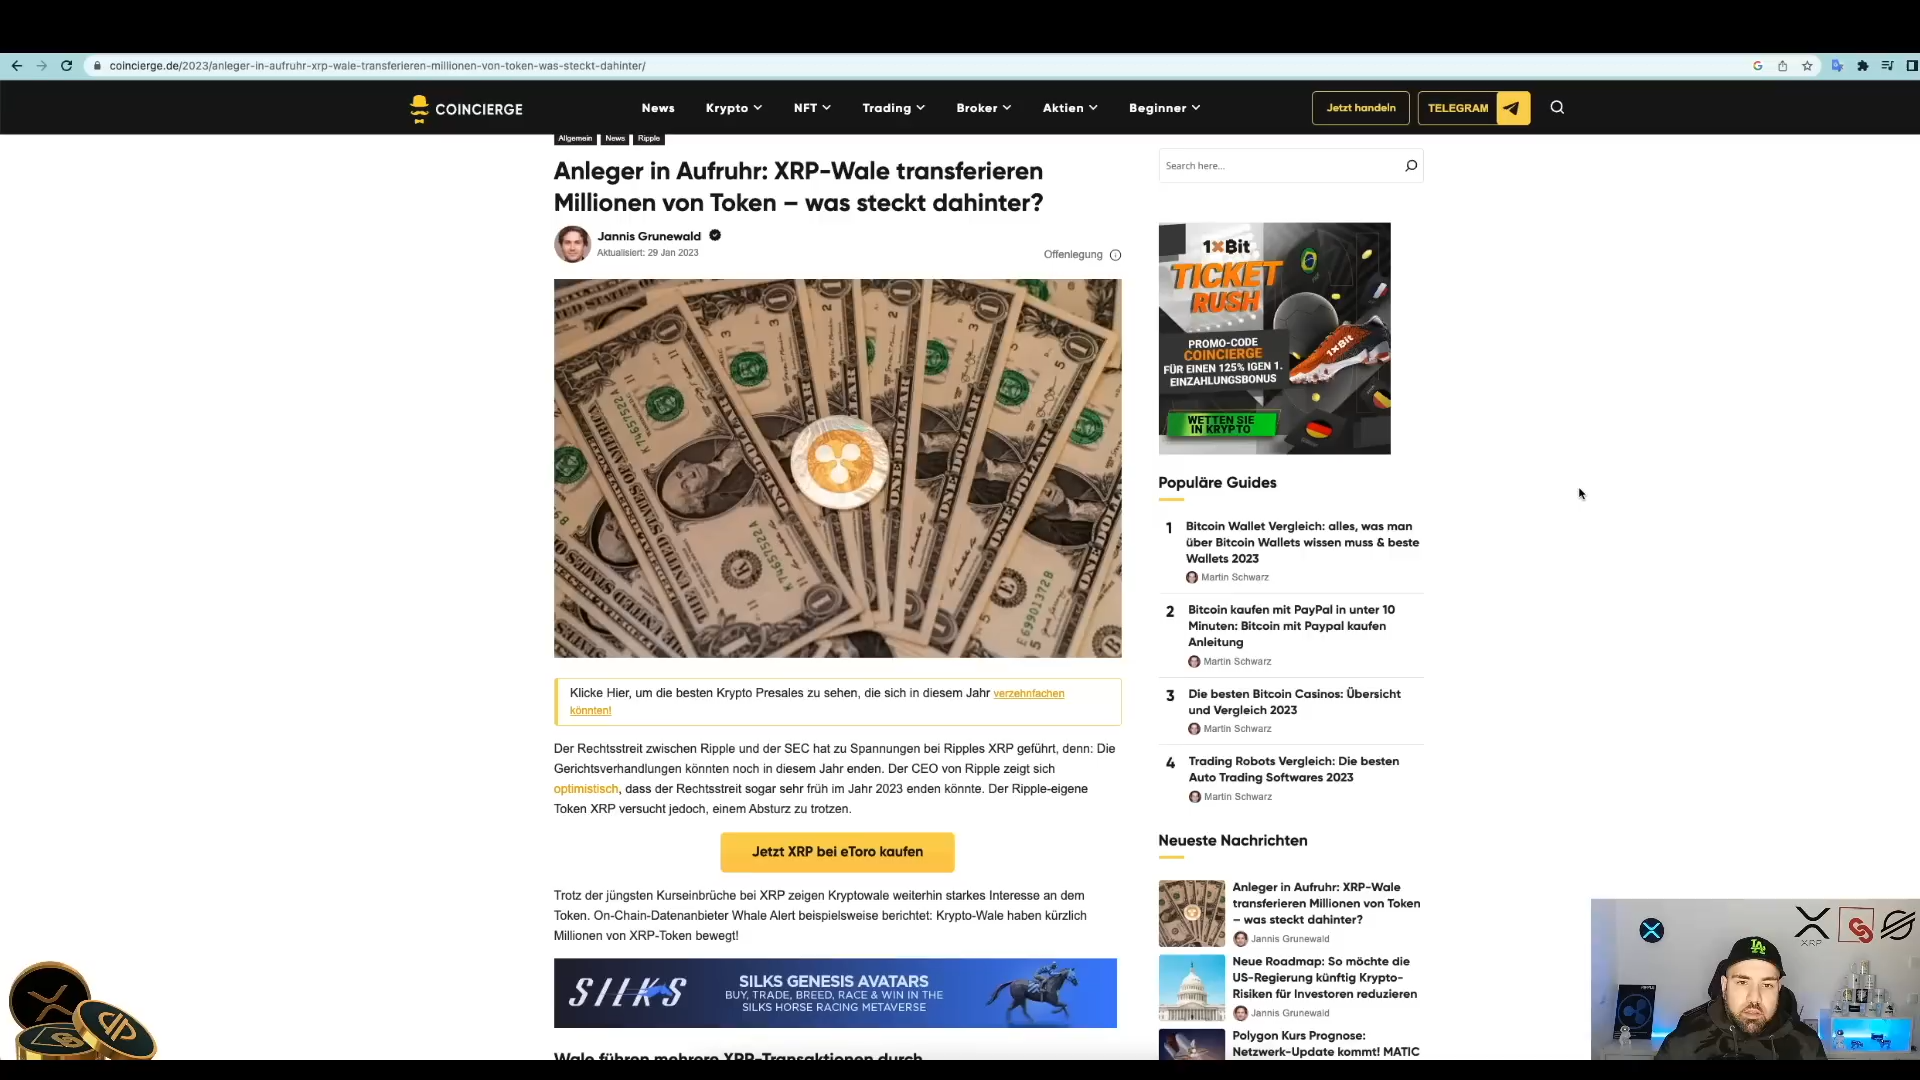 coincierge.de/2023/anleger-in-aufruhr-xrp-wale-transferieren-millionen-von-token-was-steckt-dahinter/
COINCIERGE
News
Krypto
NFT
Trading
Broker
Aktien
Beginner
Jetzt handeln
TELEGRAM
Allgemein
News
Ripple
Anleger in Aufruhr: XRP-Wale transferieren
Millionen von Token – was steckt dahinter?
Jannis Grunewald
Aktualisiert: 29 Jan 2023
Offenlegung
Klicke Hier, um die besten Krypto Presales zu sehen, die sich in diesem Jahr verzehnfachen
könnten!
Der Rechtsstreit zwischen Ripple und der SEC hat zu Spannungen bei Ripples XRP geführt, denn: Die
Gerichtsverhandlungen könnten noch in diesem Jahr enden. Der CEO von Ripple zeigt sich
optimistisch, dass der Rechtsstreit sogar sehr früh im Jahr 2023 enden könnte. Der Ripple-eigene
Token XRP versucht jedoch, einem Absturz zu trotzen.
Jetzt XRP bei eToro kaufen
Trotz der jüngsten Kurseinbrüche bei XRP zeigen Kryptowale weiterhin starkes Interesse an dem
Token. On-Chain-Datenanbieter Whale Alert beispielsweise berichtet: Krypto-Wale haben kürzlich
Millionen von XRP-Token bewegt!
SILKS
SILKS GENESIS AVATARS
BUY, TRADE, BREED, RACE & WIN IN THE
SILKS HORSE RACING METAVERSE
Wale führen mehrere XRP-Transaktionen durch
Search here...
1xBit
TICKET
RUSH
PROMO-CODE
COINCIERGE
FÜR EINEN 125% IGEN 1.
EINZAHLUNGSBONUS
WETTEN SIE
IN KRYPTO
1xBit
Populäre Guides
1
Bitcoin Wallet Vergleich: alles, was man
über Bitcoin Wallets wissen muss & beste
Wallets 2023
Martin Schwarz
2
Bitcoin kaufen mit PayPal in unter 10
Minuten: Bitcoin mit Paypal kaufen
Anleitung
Martin Schwarz
3
Die besten Bitcoin Casinos: Übersicht
und Vergleich 2023
Martin Schwarz
4
Trading Robots Vergleich: Die besten
Auto Trading Softwares 2023
Martin Schwarz
Neueste Nachrichten
Anleger in Aufruhr: XRP-Wale
transferieren Millionen von Token
– was steckt dahinter?
Jannis Grunewald
Neue Roadmap: So möchte die
US-Regierung künftig Krypto-
Risiken für Investoren reduzieren
Jannis Grunewald
Polygon Kurs Prognose:
Netzwerk-Update kommt! MATIC
XRP
LA